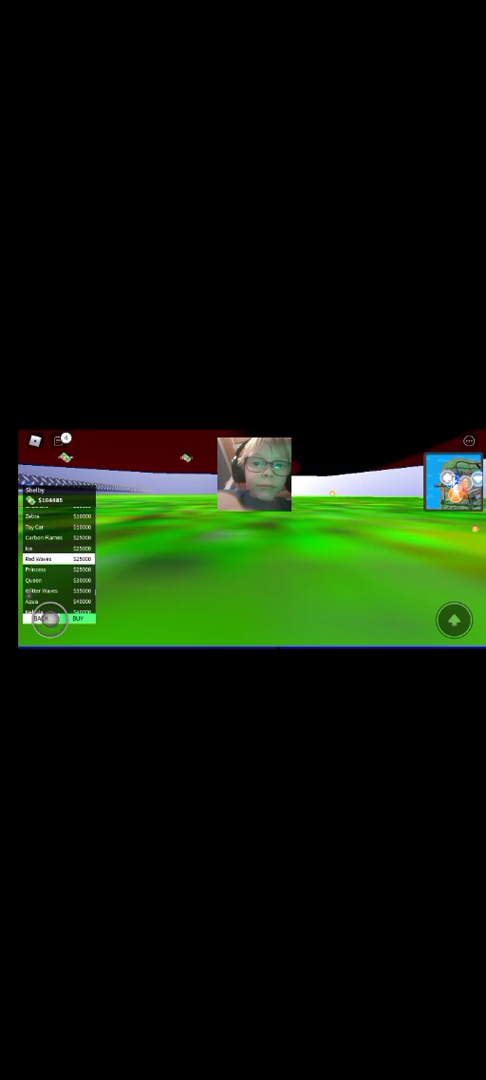 4
Shelby
$104485
Zebra $10000
Toy Car $10000
Carbon Flames $25000
Ice $25000
Red Waves $25000
Princess $25000
Queen $30000
Glitter Waves $35000
Aqua $40000
BACK BUY